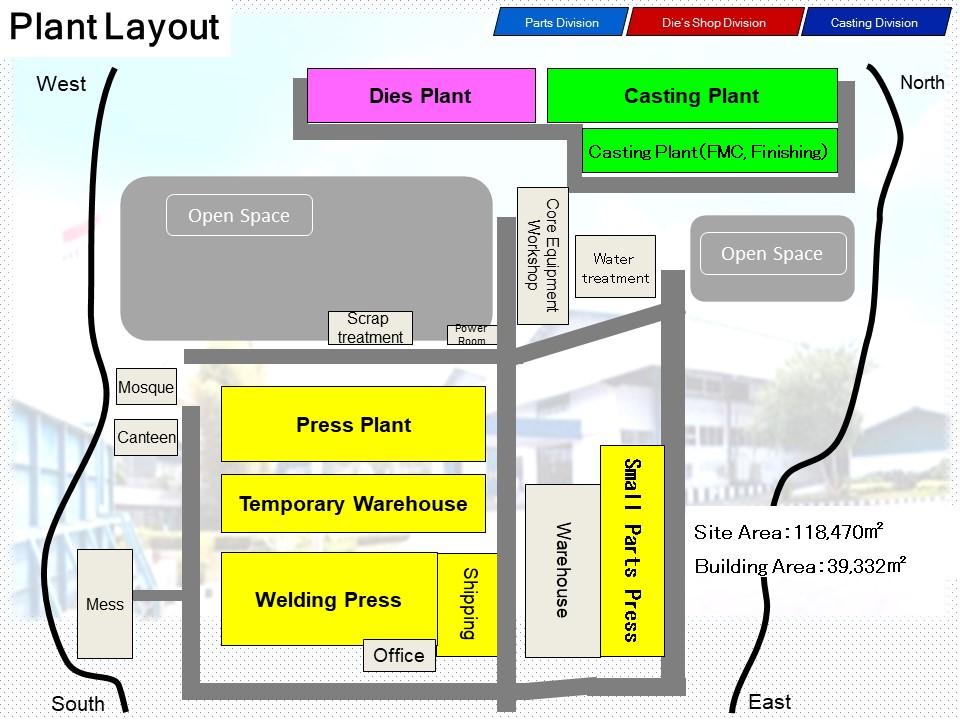 Plant Layout
Parts Division
Die's Shop Division
Casting Division
West
North
Dies Plant
Casting Plant
Casting Plant(FMC, Finishing)
Open Space
Core Equipment
Workshop
Water
treatment
Open Space
Scrap
treatment
Power
Room
Mosque
Canteen
Press Plant
Temporary Warehouse
Small Parts Press
Warehouse
Site Area：118,470㎡
Building Area：39,332㎡
Mess
Welding Press
Shipping
Office
South
East